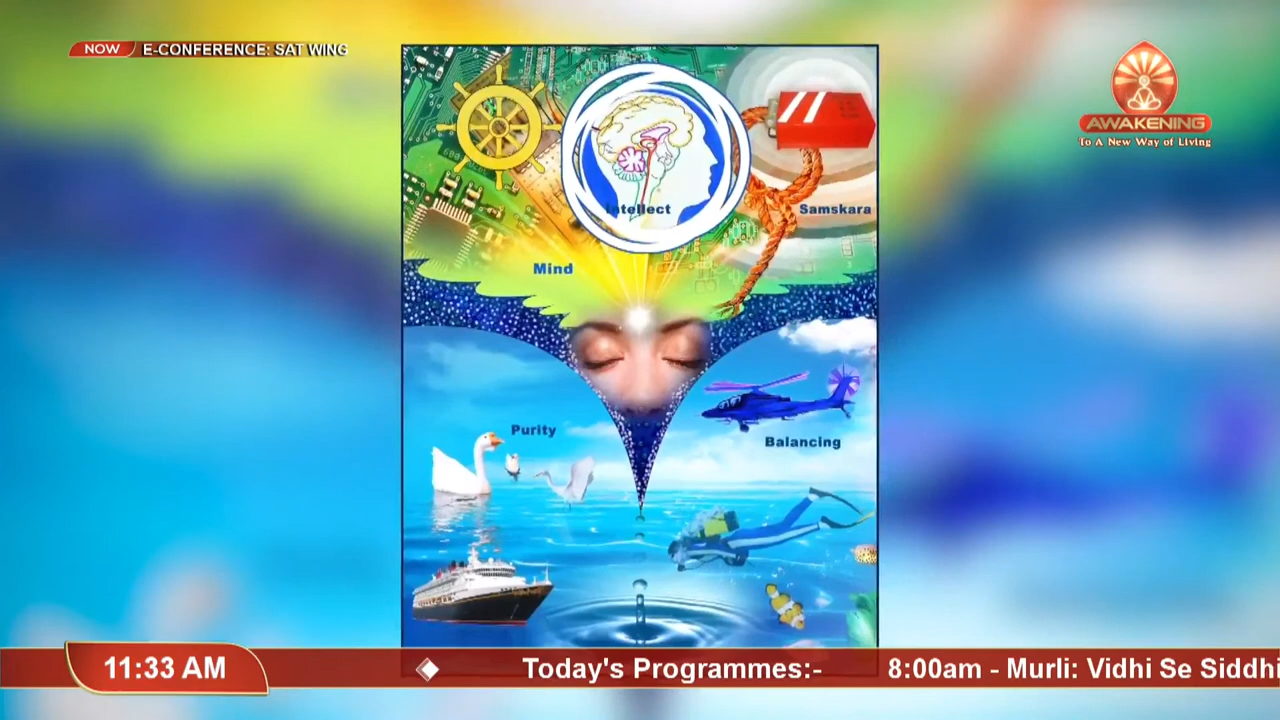 NOW E-CONFERENCE: SAT WING
AWAKENING
To A New Way of Living
Intellect
Samskara
Mind
Purity
Balancing
11:33 AM
Today's Programmes:- 8:00am - Murli: Vidhi Se Siddhi